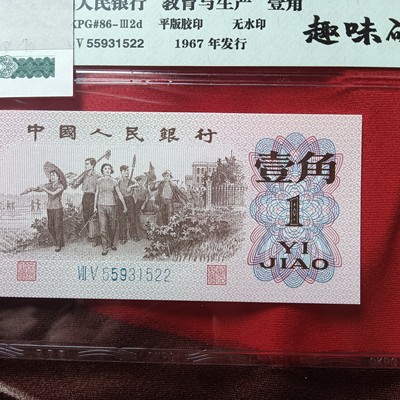 人民银行 教育与生产 壹角
KPG#86-Ⅲ2d 平版胶印 无水印
V 55931522 1967 年发行
趣味
中國人民銀行
壹角
1
YI
JIAO
Ⅷ V 55931522